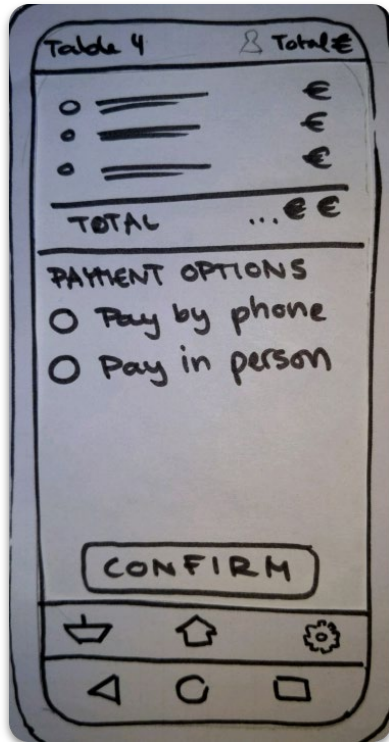 Table 4 Total €
€
€
€
TOTAL ...€ €
PAYMENT OPTIONS
Pay by phone
Pay in person
CONFIRM